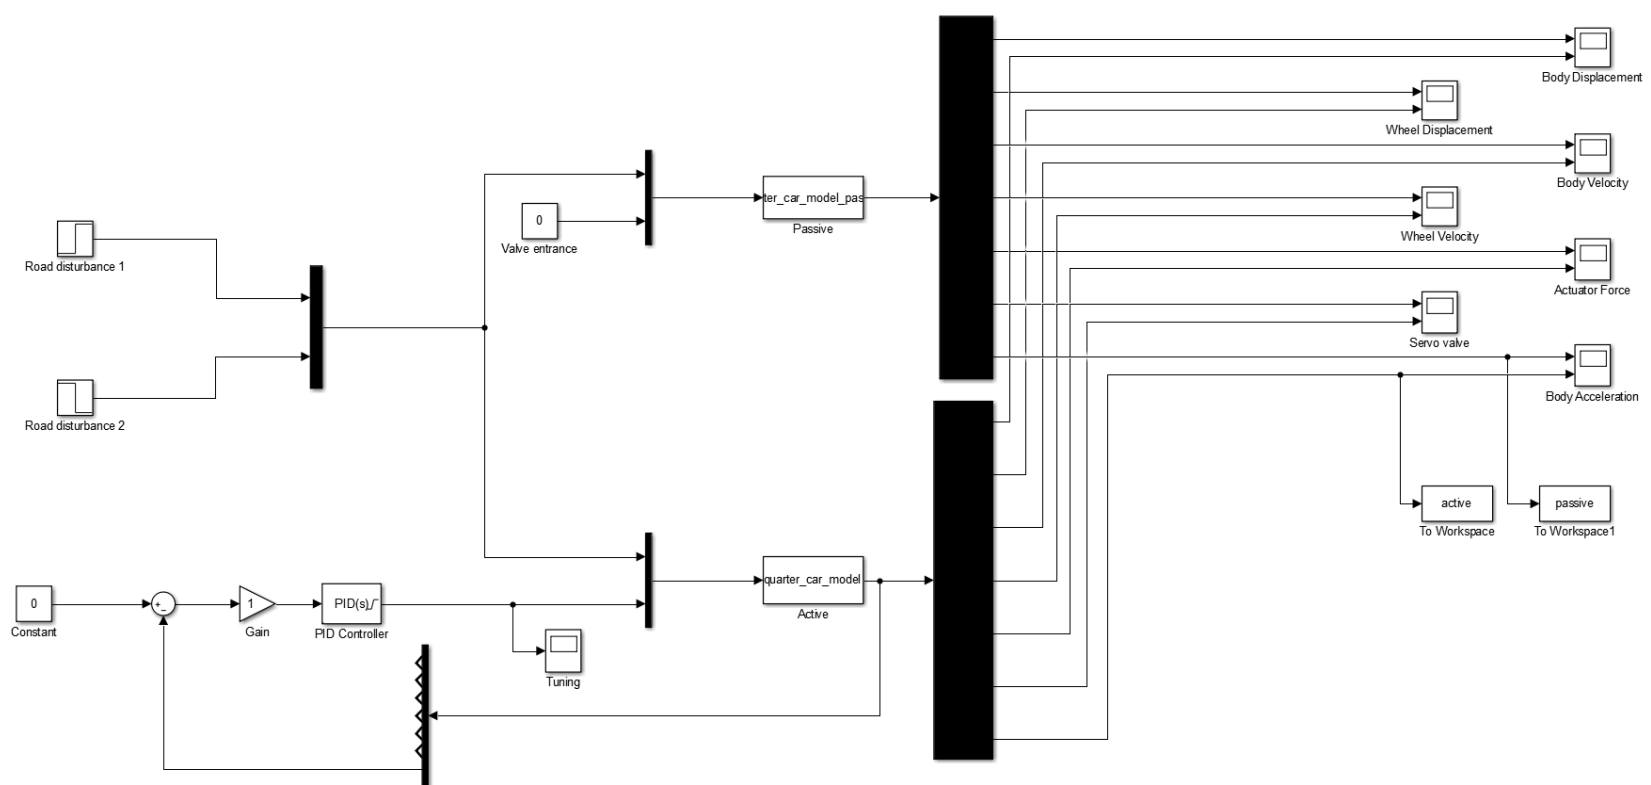 Body Displacement
Wheel Displacement
Body Velocity
Wheel Velocity
Actuator Force
Servo valve
Body Acceleration
ter_car_model_pas
Passive
0
Valve entrance
Road disturbance 1
Road disturbance 2
active
To Workspace
passive
To Workspace1
quarter_car_model
Active
0
Constant
+
−
1
Gain
PID(s)
PID Controller
Tuning